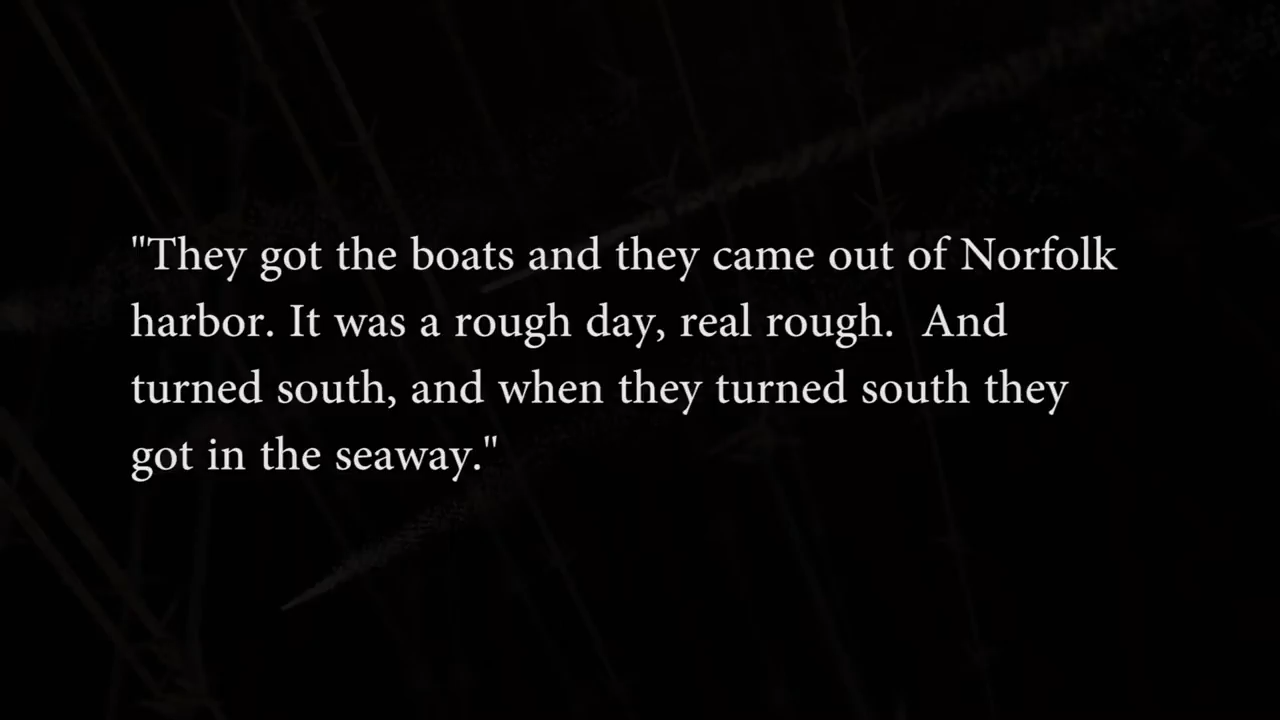 "They got the boats and they came out of Norfolk
harbor. It was a rough day, real rough.  And
turned south, and when they turned south they
got in the seaway."